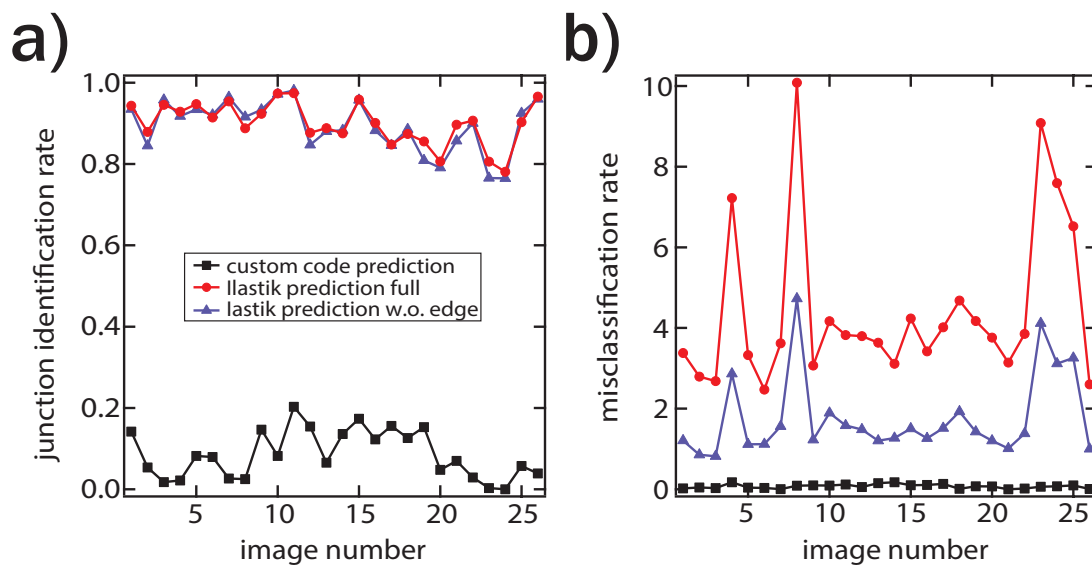 a)
junction identification rate
1.0
0.8
0.6
0.4
0.2
0.0
custom code prediction
Ilastik prediction full
lastik prediction w.o. edge
5
10
15
20
25
image number
b)
misclassification rate
10
8
6
4
2
0
5
10
15
20
25
image number